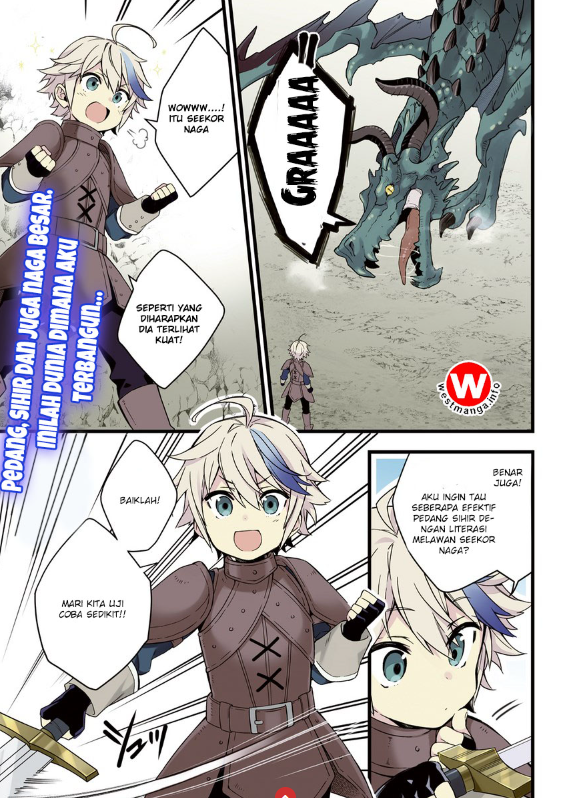 GRAAAAAA!!
WOWWW....!
ITU SEEKOR
NAGA
SEPERTI YANG
DIHARAPKAN
DIA TERLIHAT
KUAT!
PEDANG, SIHIR DAN JUGA NAGA BESAR.
INILAH DUNIA DIMANA AKU
TERBANGUN...
westmanga.info
BENAR
JUGA!
AKU INGIN TAU
SEBERAPA EFEKTIF
PEDANG SIHIR DE-
NGAN LITERASI
MELAWAN SEEKOR
NAGA?
BAIKLAH!
MARI KITA UJI
COBA SEDIKIT!!